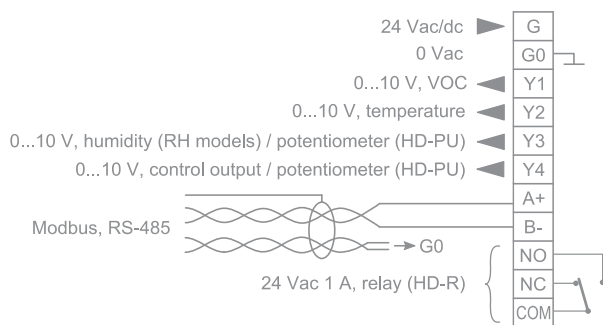 24 Vac/dc G
0 Vac G0
0...10 V, VOC Y1
0...10 V, temperature Y2
0...10 V, humidity (RH models) / potentiometer (HD-PU) Y3
0...10 V, control output / potentiometer (HD-PU) Y4
A+
Modbus, RS-485 B-
G0
NO
24 Vac 1 A, relay (HD-R) NC
COM